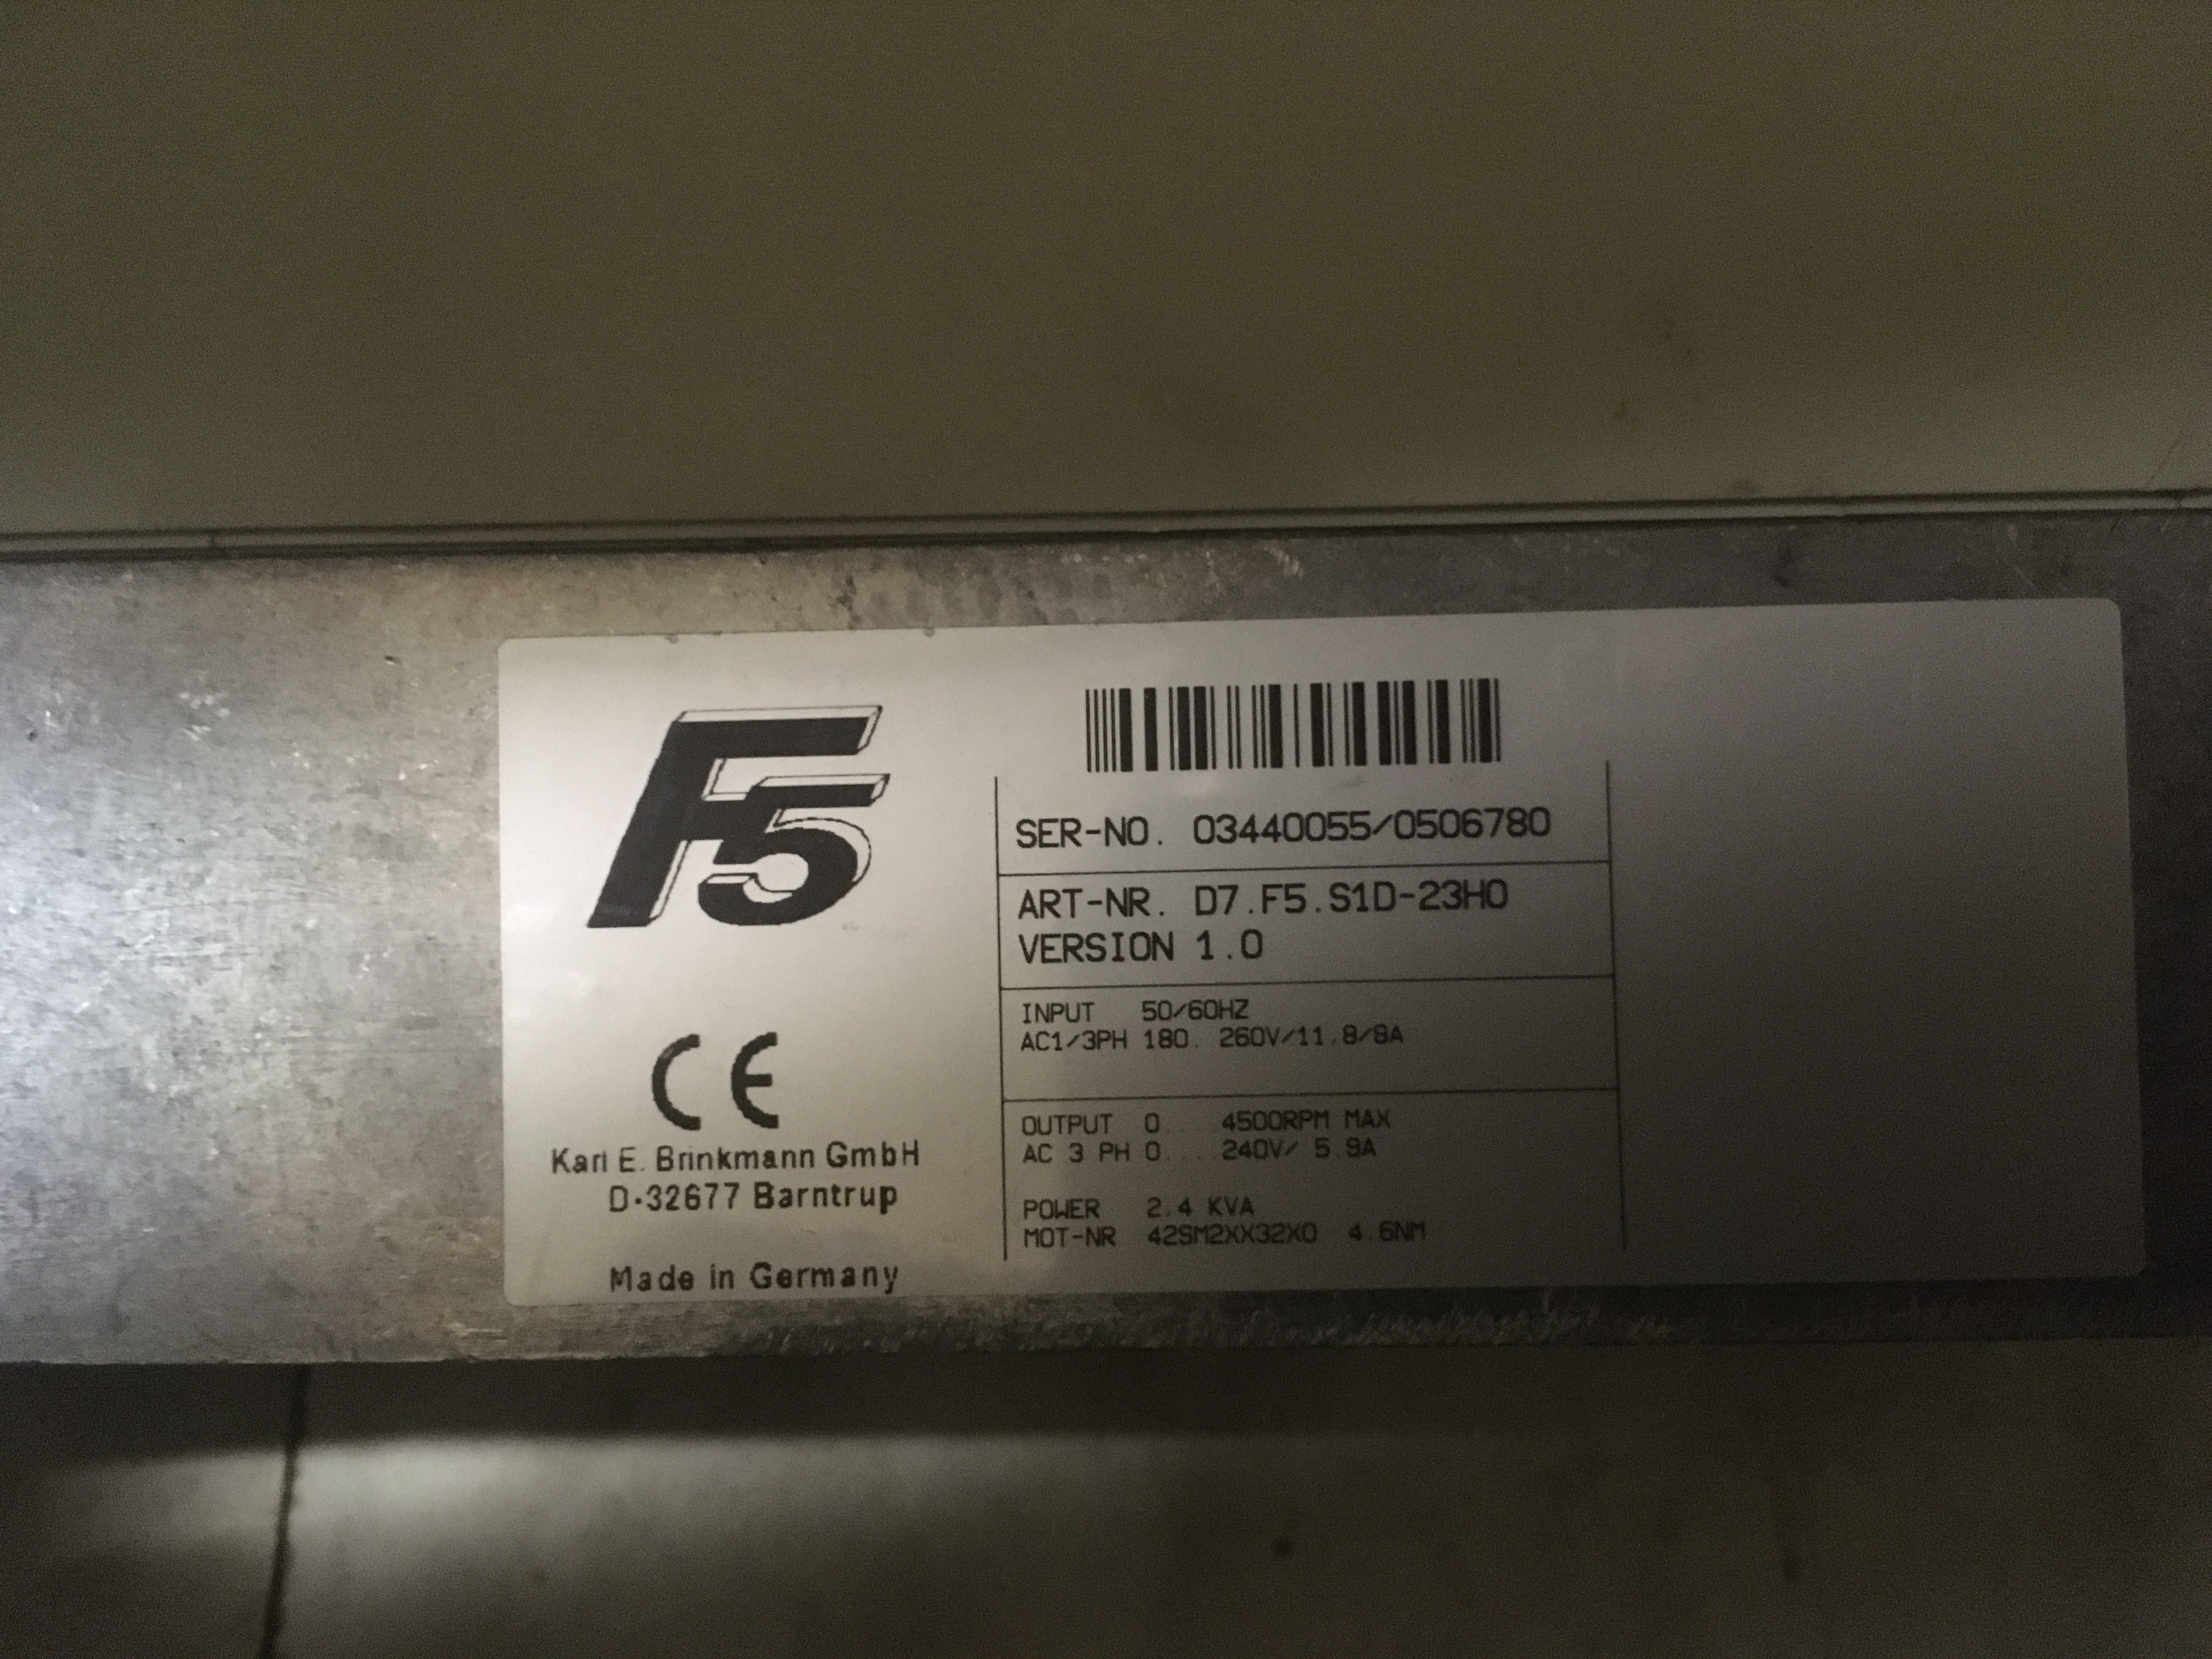 F5
SER-NO. 03440055/0506780
ART-NR. D7.F5.S1D-23H0
VERSION 1.0
INPUT 50/60HZ
AC1/3PH 180. 260V/11.8/8A
OUTPUT 0.... 4500RPM MAX
AC 3 PH 0.... 240V/ 5.9A
POWER 2.4 KVA
MOT-NR 42SM2XX32X0 4.6NM
CE
Karl E. Brinkmann GmbH
D-32677 Barntrup
Made in Germany